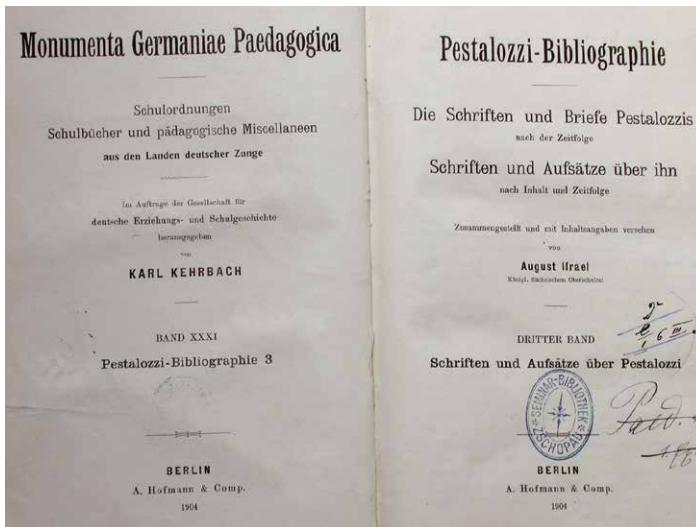 Monumenta Germaniae Paedagogica
Schulordnungen
Schulbücher und pädagogische Miscellaneen
aus den Landen deutscher Zunge
Im Auftrage der Gesellschaft für
deutsche Erziehungs- und Schulgeschichte
herausgegeben
von
KARL KEHRBACH
BAND XXXI
Pestalozzi-Bibliographie 3
BERLIN
A. Hofmann & Comp.
1904
Pestalozzi-Bibliographie
Die Schriften und Briefe Pestalozzis
nach der Zeitfolge
Schriften und Aufsätze über ihn
nach Inhalt und Zeitfolge
Zusammengestellt und mit Inhaltsangaben versehen
von
August Iſrael
Königl. Sächsischem Oberschulrat
DRITTER BAND
Schriften und Aufsätze über Pestalozzi
SEMINAR-BIBLIOTHEK
ZSCHOPAU
Paed.
BERLIN
A. Hofmann & Comp.
1904